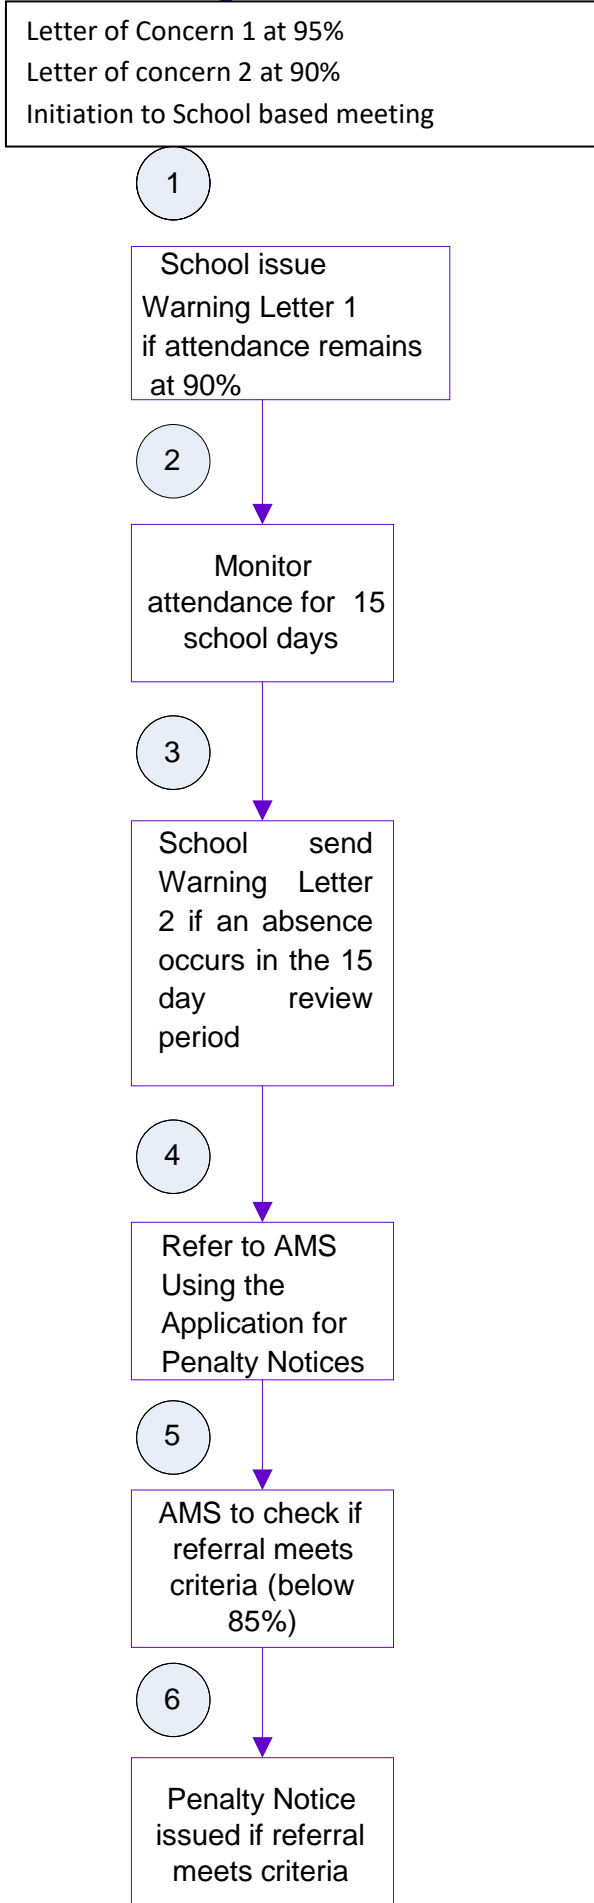 Letter of Concern 1 at 95%
Letter of concern 2 at 90%
Initiation to School based meeting
1
School issue
Warning Letter 1
if attendance remains
at 90%
2
Monitor
attendance for 15
school days
3
School send
Warning Letter
2 if an absence
occurs in the 15
day review
period
4
Refer to AMS
Using the
Application for
Penalty Notices
5
AMS to check if
referral meets
criteria (below
85%)
6
Penalty Notice
issued if referral
meets criteria